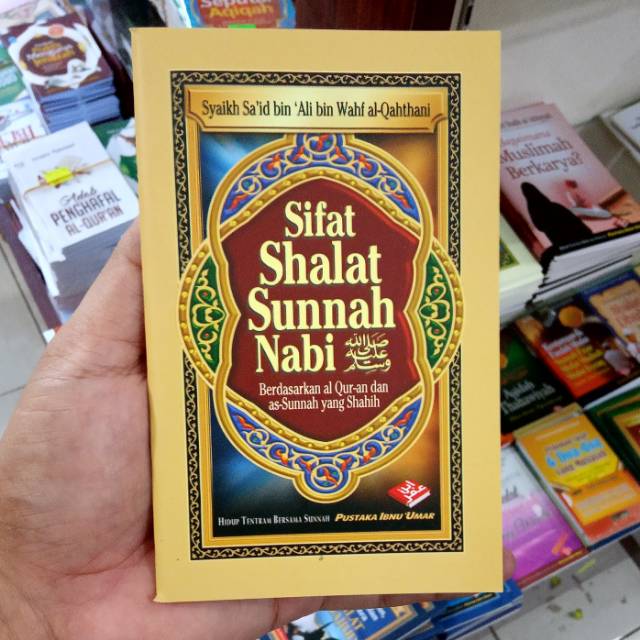 Syaikh Sa'id bin 'Ali bin Wahf al-Qahthani
Sifat
Shalat
Sunnah
Nabi ﷺ
Berdasarkan al Qur-an dan
as-Sunnah yang Shahih
HIDUP TENTRAM BERSAMA SUNNAH PUSTAKA IBNU 'UMAR
Aqiqah
Adab
PENGHAFAL
AL-QUR'AN
Muslimah
Berkarya?